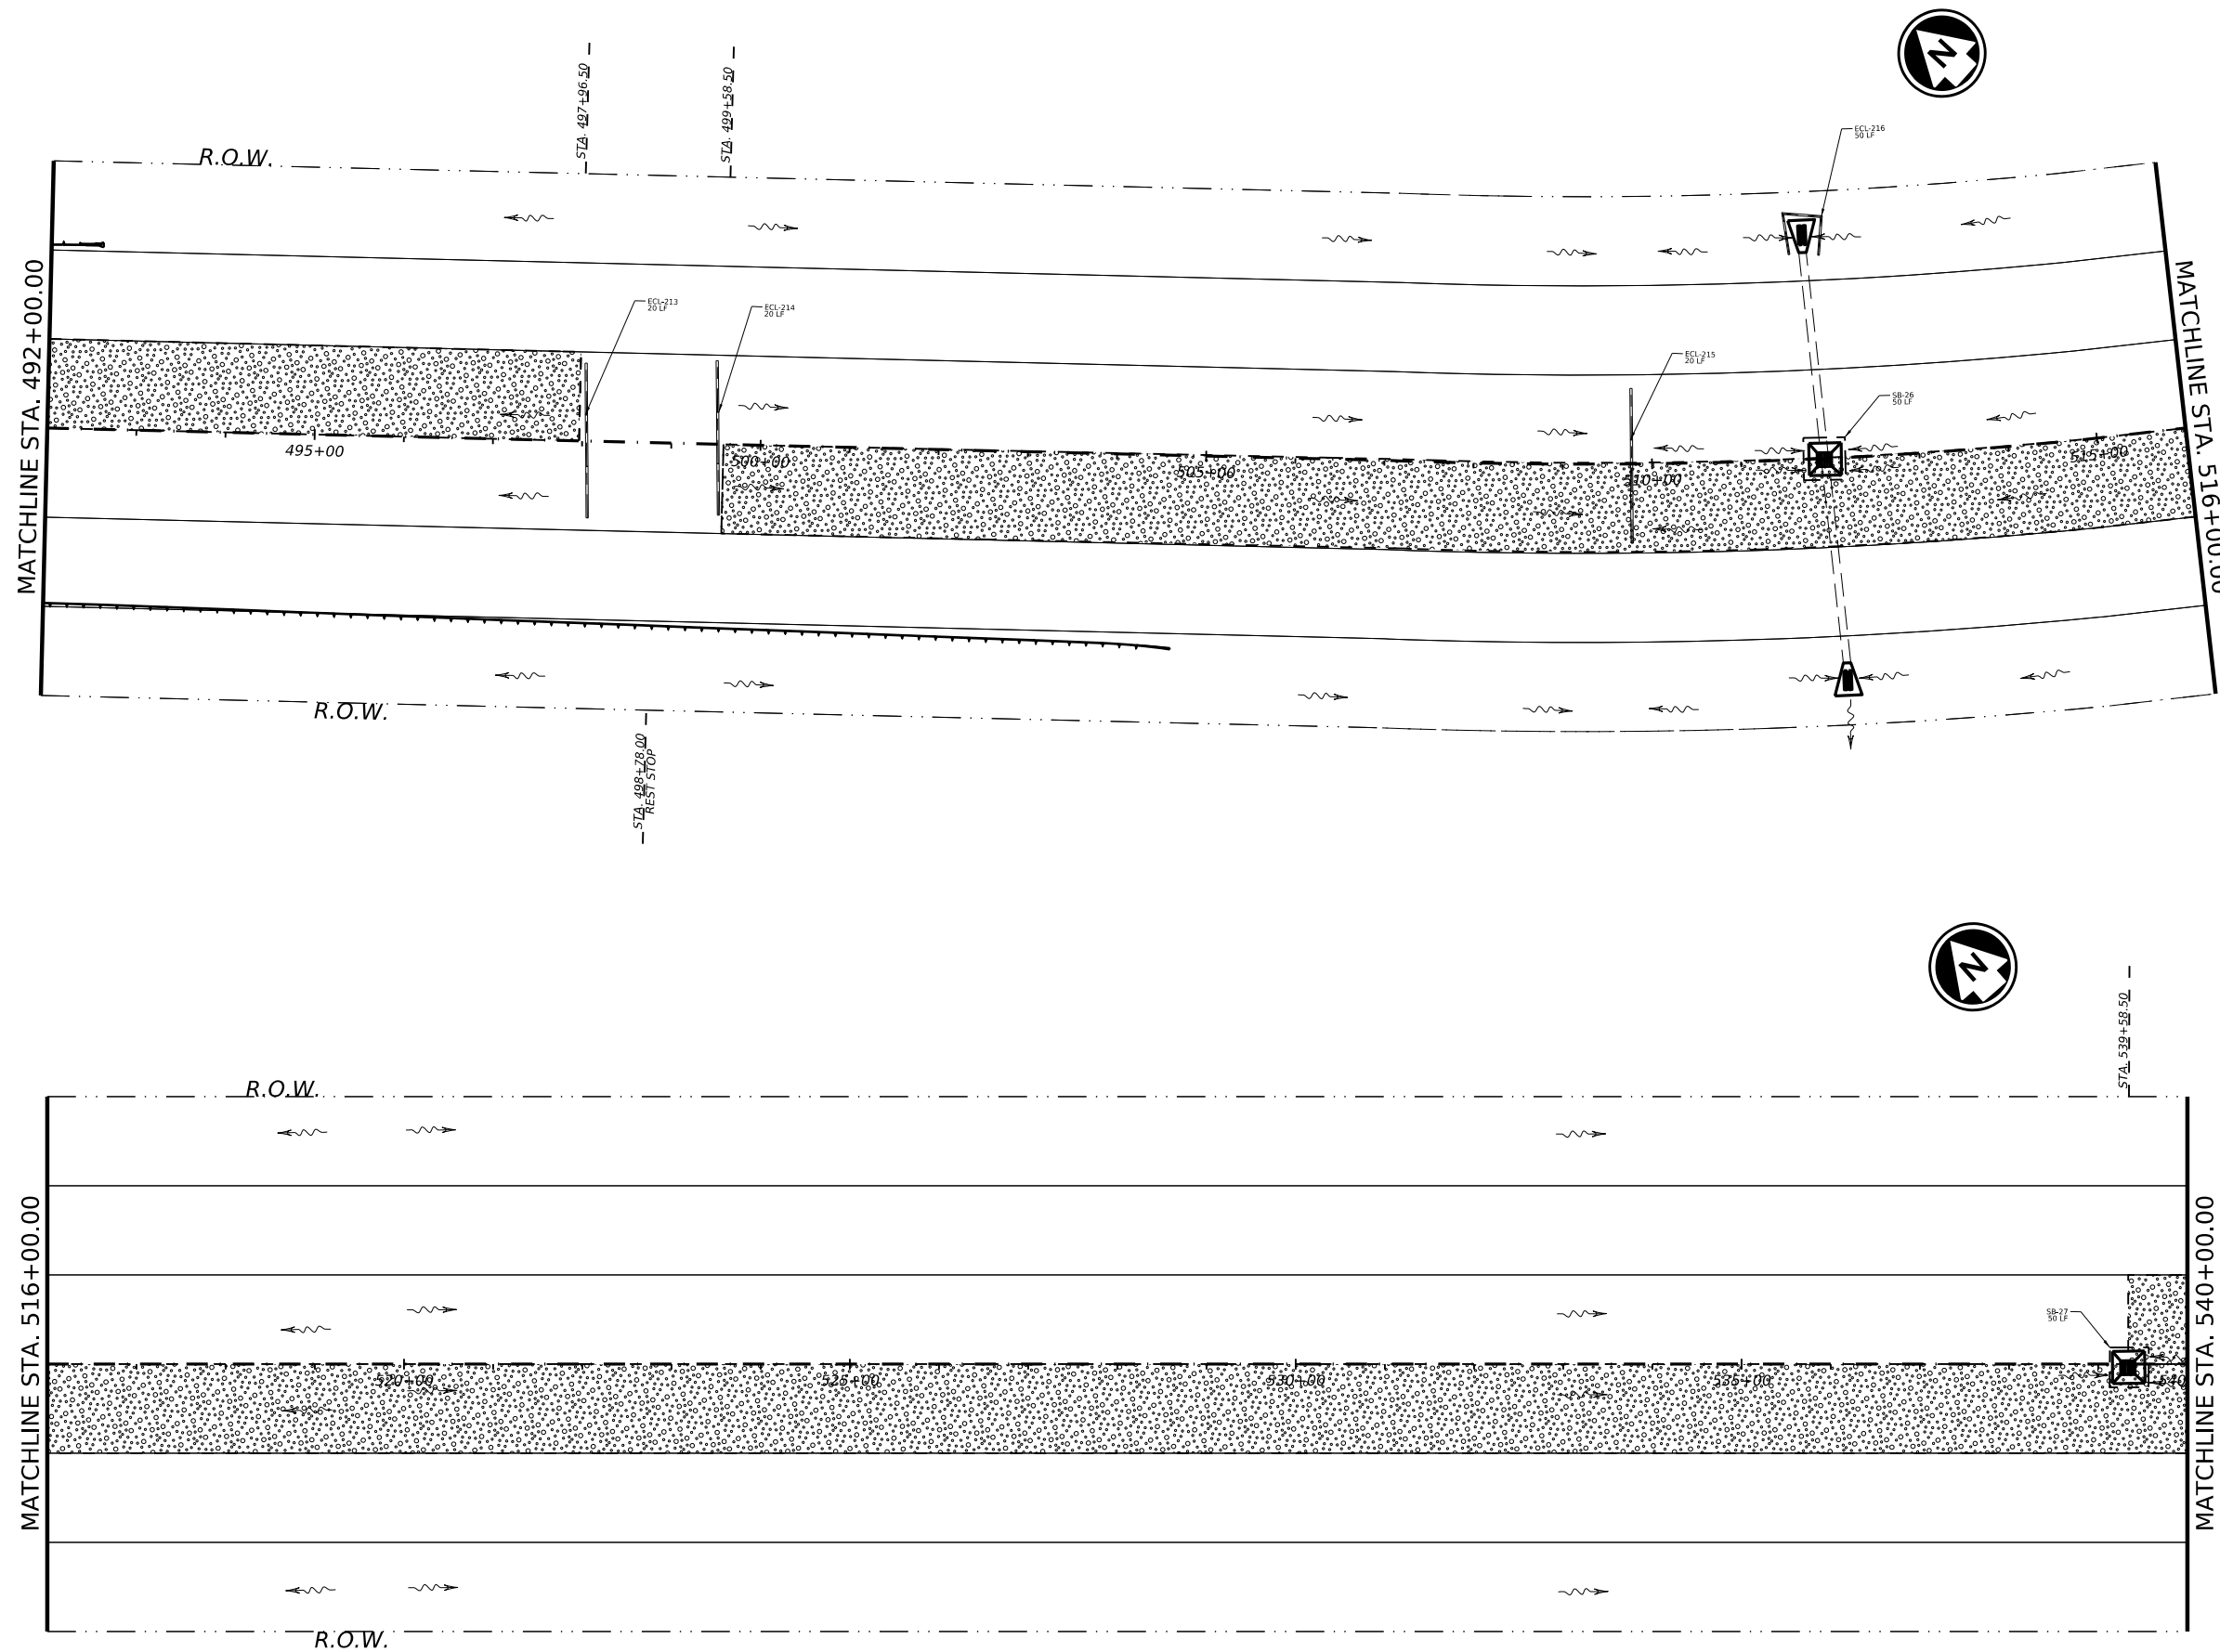 N
STA. 497+96.50
STA. 499+58.50
ECL-216
50 LF
R.O.W.
MATCHLINE STA. 492+00.00
MATCHLINE STA. 516+00.00
ECL-213
20 LF
ECL-214
20 LF
ECL-215
20 LF
SB-26
50 LF
495+00
500+00
505+00
510+00
515+00
R.O.W.
STA. 498+78.00
REST STOP
N
STA. 539+58.50
R.O.W.
MATCHLINE STA. 516+00.00
MATCHLINE STA. 540+00.00
SB-27
50 LF
520+00
525+00
530+00
535+00
540
R.O.W.